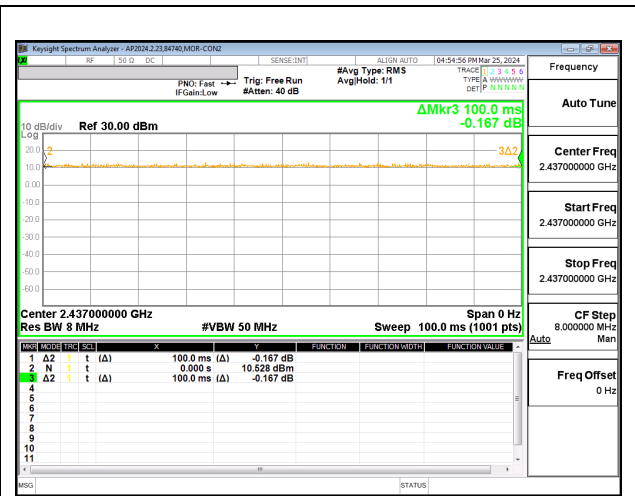 Keysight Spectrum Analyzer - AP2024.2.23,84740,MOR-CON2
LXI RF 50 Ω DC SENSE:INT ALIGN AUTO 04:54:56 PM Mar 25, 2024
PNO: Fast Trig: Free Run #Avg Type: RMS TRACE 1 2 3 4 5 6
IFGain:Low #Atten: 40 dB Avg|Hold: 1/1 TYPE A WWWWW
DET P N N N N N
ΔMkr3 100.0 ms
-0.167 dB
10 dB/div Ref 30.00 dBm
Log
20.0
10.0
0.00
-10.0
-20.0
-30.0
-40.0
-50.0
-60.0
2
3Δ2
Center 2.437000000 GHz Span 0 Hz
Res BW 8 MHz #VBW 50 MHz Sweep 100.0 ms (1001 pts)
MKR MODE TRC SCL X Y FUNCTION FUNCTION WIDTH FUNCTION VALUE
1 Δ2 1 t (Δ) 100.0 ms (Δ) -0.167 dB
2 N 1 t 0.000 s 10.528 dBm
3 Δ2 1 t (Δ) 100.0 ms (Δ) -0.167 dB
4
5
6
7
8
9
10
11
MSG STATUS
Frequency
Auto Tune
Center Freq
2.437000000 GHz
Start Freq
2.437000000 GHz
Stop Freq
2.437000000 GHz
CF Step
8.000000 MHz
Auto Man
Freq Offset
0 Hz